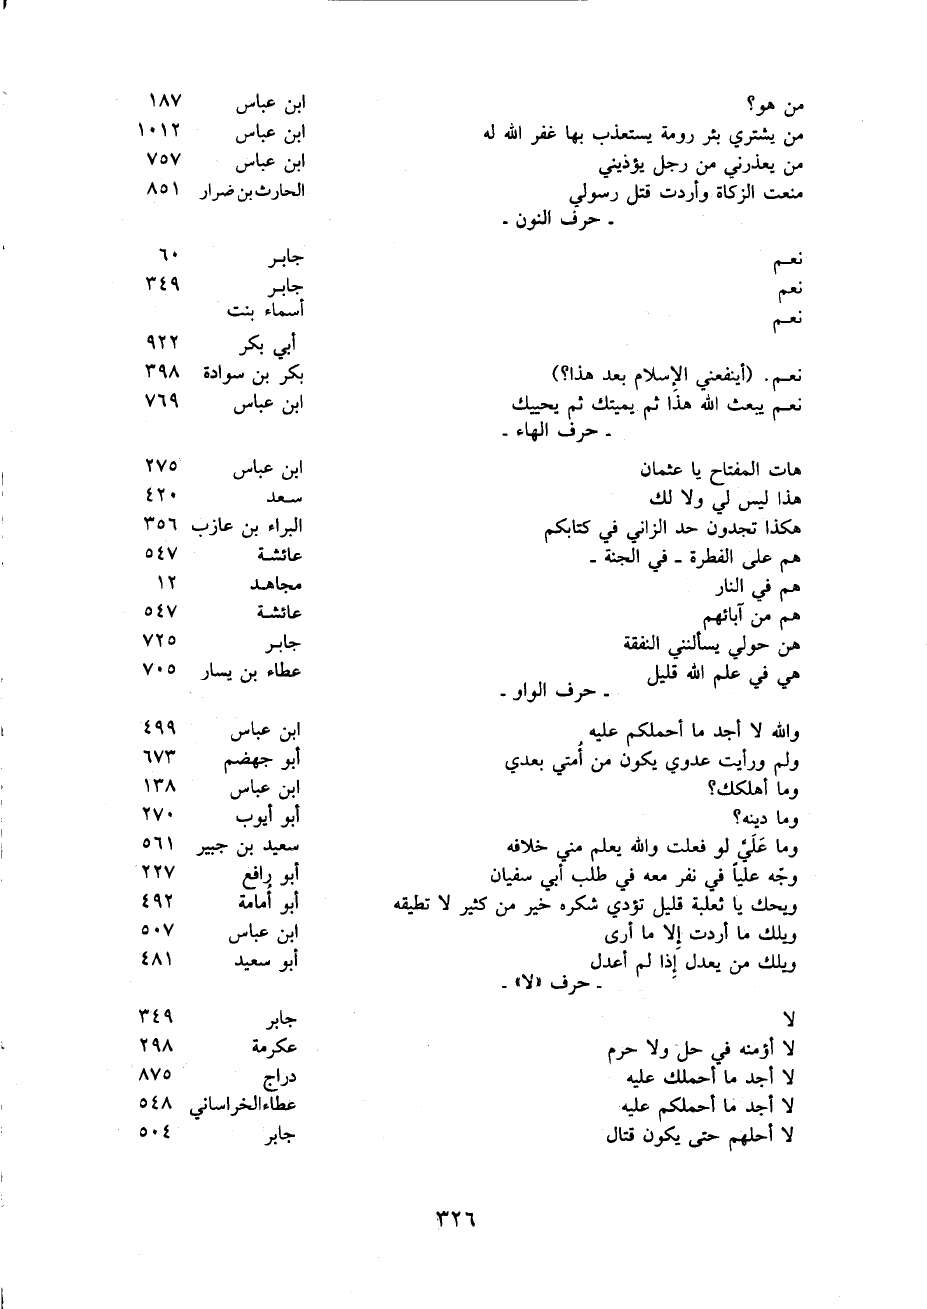 من هو؟ ابن عباس ١٨٧
من يشتري بئر رومة يستعذب بها غفر الله له ابن عباس ١٠١٢
من يعذرني من رجل يؤذيني ابن عباس ٧٥٧
منعت الزكاة وأردت قتل رسولي الحارث بن ضرار ٨٥١
ـ حرف النون ـ
نعـم جابـر ٦٠
نعم جابـر ٣٤٩
نعـم أسماء بنت
أبي بكر ٩٢٢
نعـم. (أينفعني الإسلام بعد هذا؟) بكر بن سوادة ٣٩٨
نعـم يبعث الله هذا ثم يميتك ثم يحييك ابن عباس ٧٦٩
ـ حرف الهاء ـ
هات المفتاح يا عثمان ابن عباس ٢٧٥
هذا ليس لي ولا لك سـعد ٤٢٠
هكذا تجدون حد الزاني في كتابكم البراء بن عازب ٣٥٦
هم على الفطرة ـ في الجنة ـ عائشـة ٥٤٧
هم في النار مجاهـد ١٢
هم من آبائهم عائشـة ٥٤٧
هن حولي يسألنني النفقة جابـر ٧٢٥
هي في علم الله قليل عطاء بن يسار ٧٠٥
ـ حرف الواو ـ
والله لا أجد ما أحملكم عليه ابن عباس ٤٩٩
ولم ورأيت عدوي يكون من أُمتي بعدي أبو جهضم ٦٧٣
وما أهلكك؟ ابن عباس ١٣٨
وما دينه؟ أبو أيوب ٢٧٠
وما عَلَيَّ لو فعلت والله يعلم مني خلافه سعيد بن جبير ٥٦١
وجّه علياً في نفر معه في طلب أبي سفيان أبو رافع ٢٢٧
ويحك يا ثعلبة قليل تؤدي شكره خير من كثير لا تطيقه أبو أمامة ٤٩٢
ويلك ما أردت إلا ما أرى ابن عباس ٥٠٧
ويلك من يعدل إذا لم أعدل أبو سعيد ٤٨١
ـ حرف «لا» ـ
لا جابر ٣٤٩
لا أؤمنه في حل ولا حرم عكرمة ٢٩٨
لا أجد ما أحملك عليه دراج ٨٧٥
لا أجد ما أحملكم عليه عطاء الخراساني ٥٤٨
لا أحلهم حتى يكون قتال جابر ٥٠٤
٣٢٦